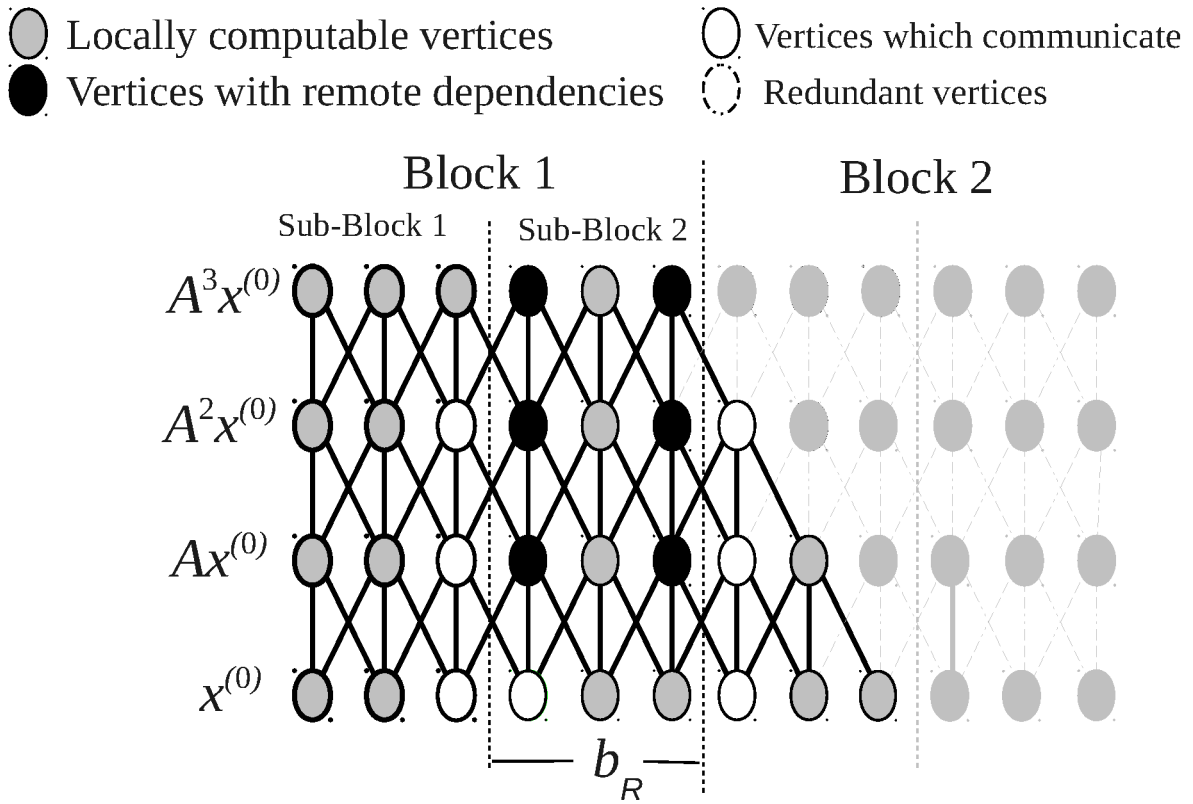 Locally computable vertices
Vertices which communicate
Vertices with remote dependencies
Redundant vertices
Block 1
Block 2
Sub-Block 1
Sub-Block 2
A³x⁽⁰⁾
A²x⁽⁰⁾
Ax⁽⁰⁾
x⁽⁰⁾
b_R